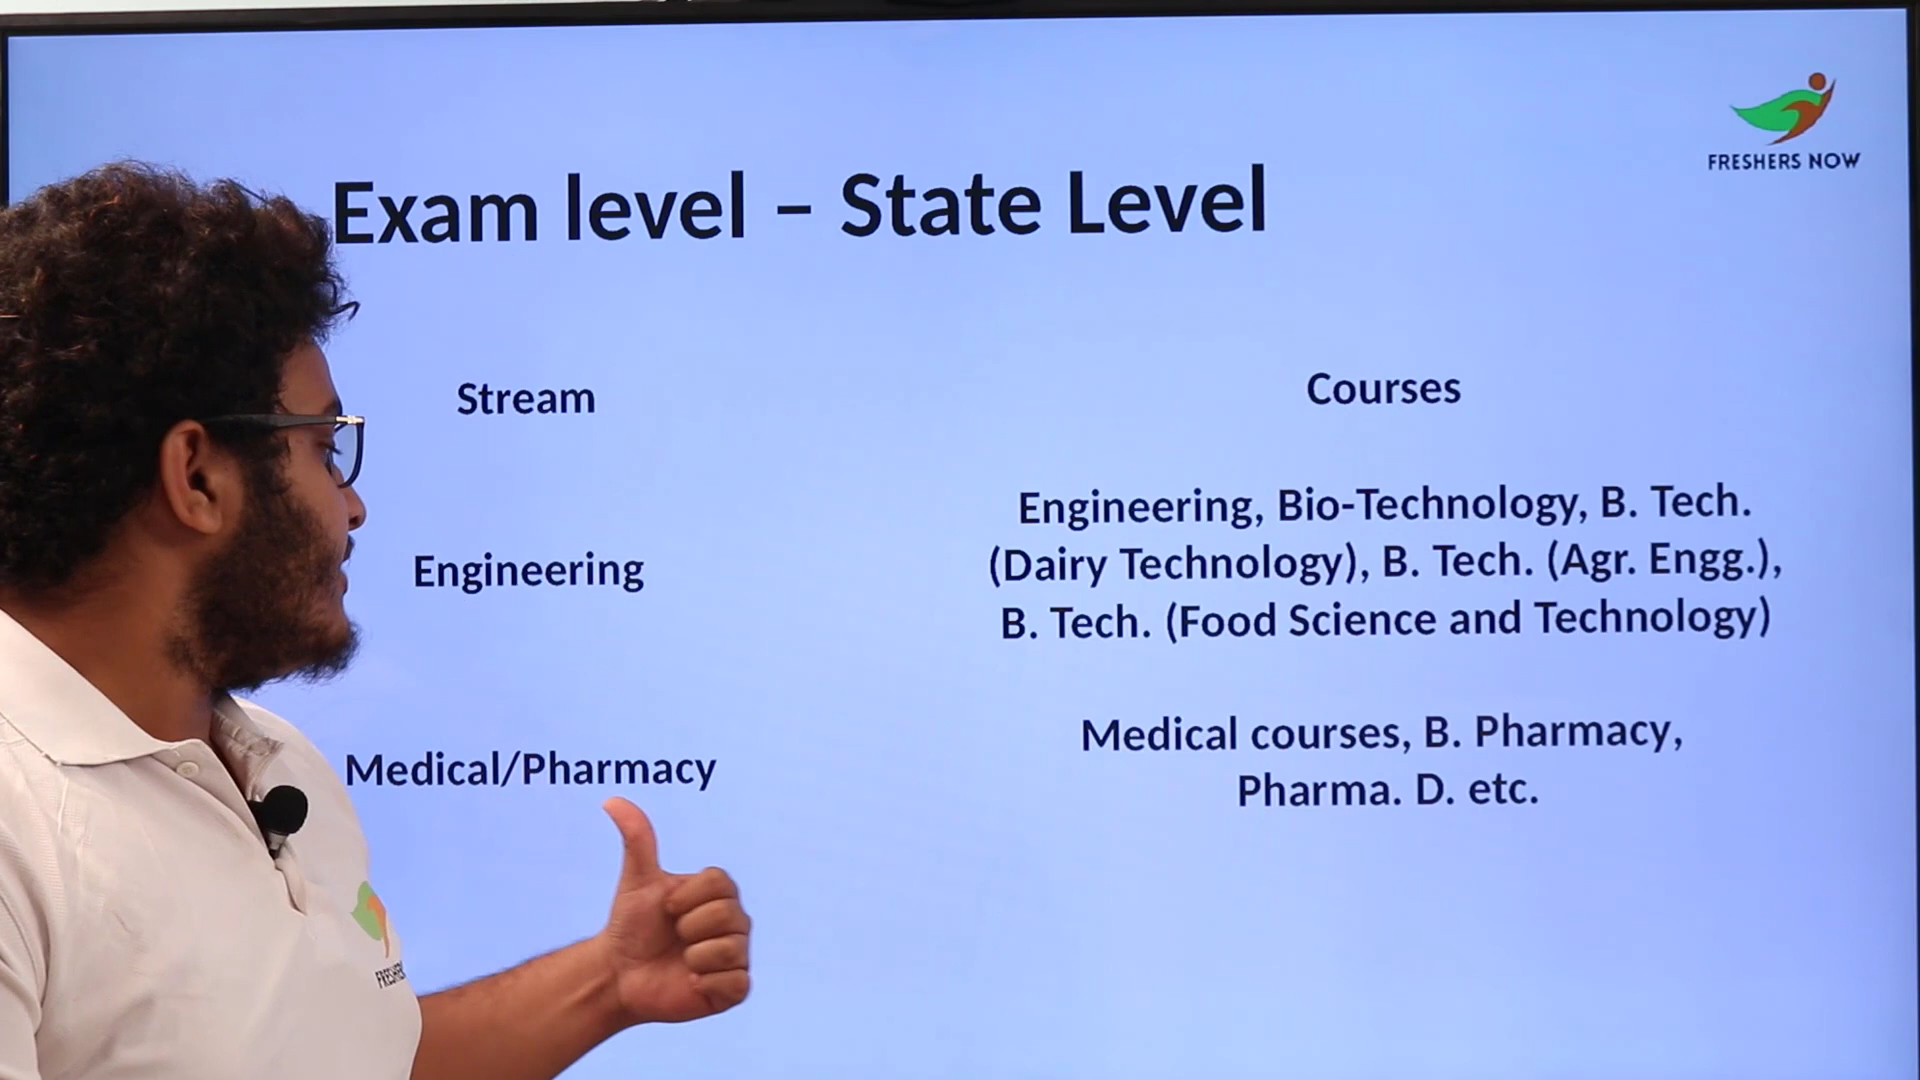 FRESHERS NOW
Exam level – State Level
Stream
Courses
Engineering
Engineering, Bio-Technology, B. Tech.
(Dairy Technology), B. Tech. (Agr. Engg.),
B. Tech. (Food Science and Technology)
Medical/Pharmacy
Medical courses, B. Pharmacy,
Pharma. D. etc.